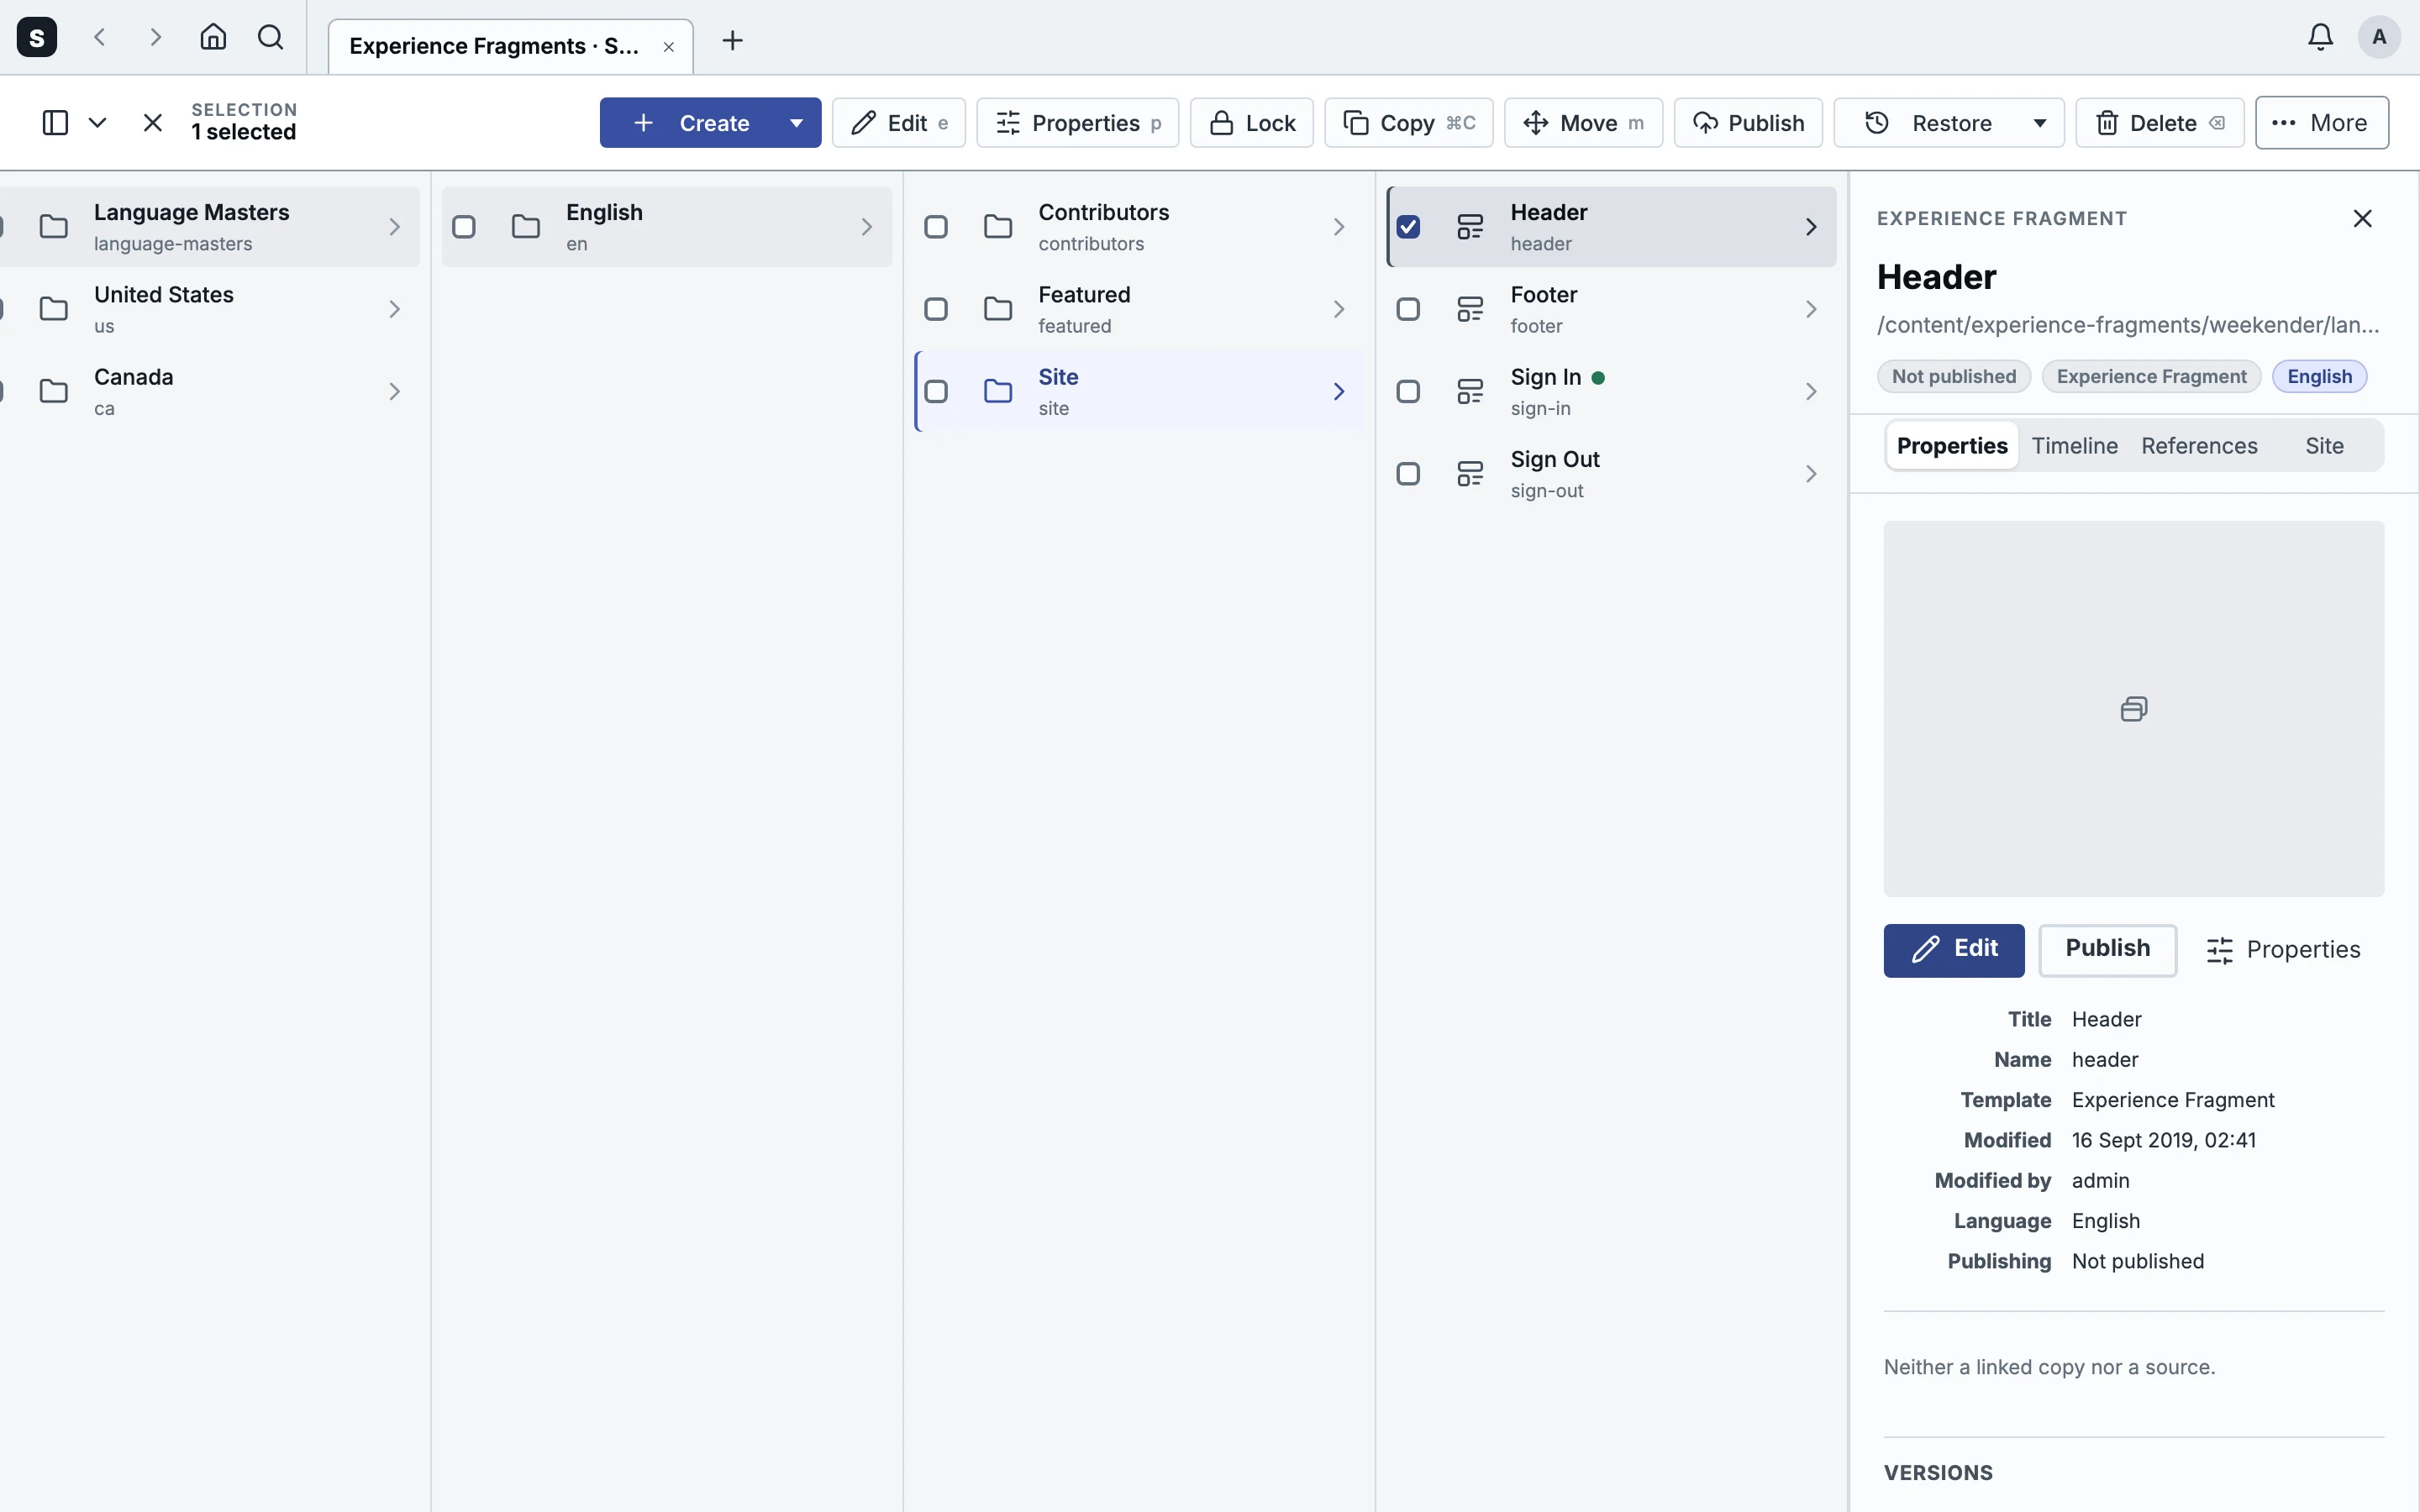 S
Experience Fragments · S...
A
SELECTION
1 selected
Create
Edit e
Properties p
Lock
Copy ⌘C
Move m
Publish
Restore
Delete ⌫
More
Language Masters
language-masters
United States
us
Canada
ca
English
en
Contributors
contributors
Featured
featured
Site
site
Header
header
Footer
footer
Sign In
sign-in
Sign Out
sign-out
EXPERIENCE FRAGMENT
Header
/content/experience-fragments/weekender/lan...
Not published Experience Fragment English
Properties Timeline References Site
Edit Publish Properties
Title Header
Name header
Template Experience Fragment
Modified 16 Sept 2019, 02:41
Modified by admin
Language English
Publishing Not published
Neither a linked copy nor a source.
VERSIONS